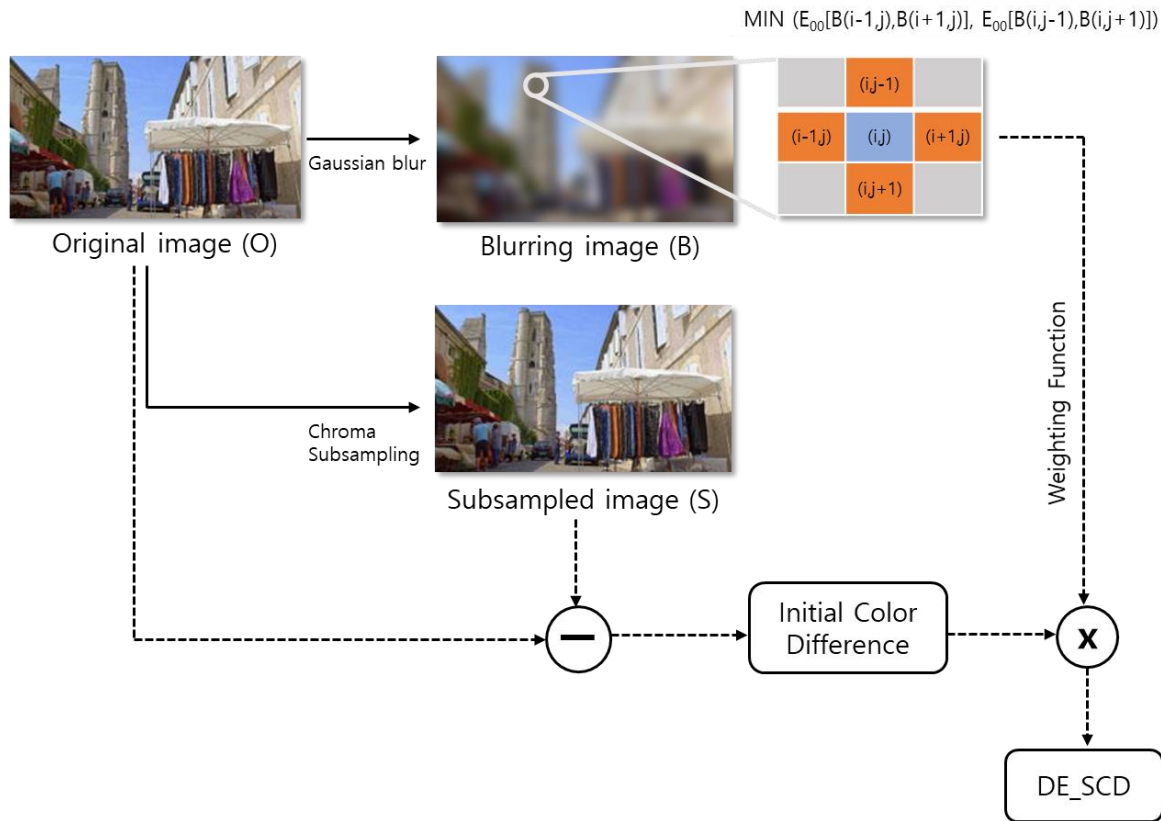 MIN (E₀₀[B(i-1,j),B(i+1,j)], E₀₀[B(i,j-1),B(i,j+1)])
(i,j-1)
(i-1,j) (i,j) (i+1,j)
(i,j+1)
Gaussian blur
Original image (O)
Blurring image (B)
Chroma
Subsampling
Subsampled image (S)
Weighting Function
Initial Color
Difference
x
DE_SCD